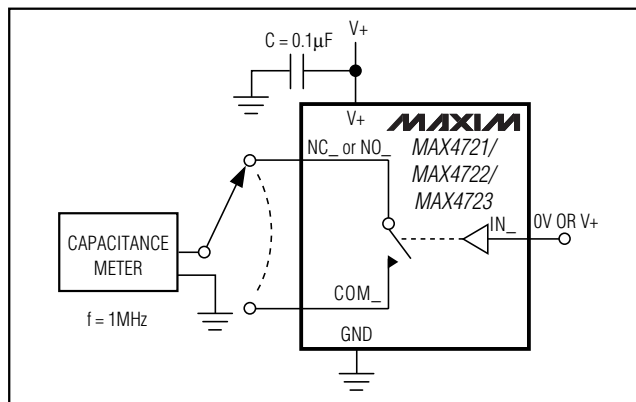 V+
C = 0.1μF
V+
MAXIM
NC_ or NO_
MAX4721/
MAX4722/
MAX4723
IN_
0V OR V+
CAPACITANCE
METER
COM_
f = 1MHz
GND